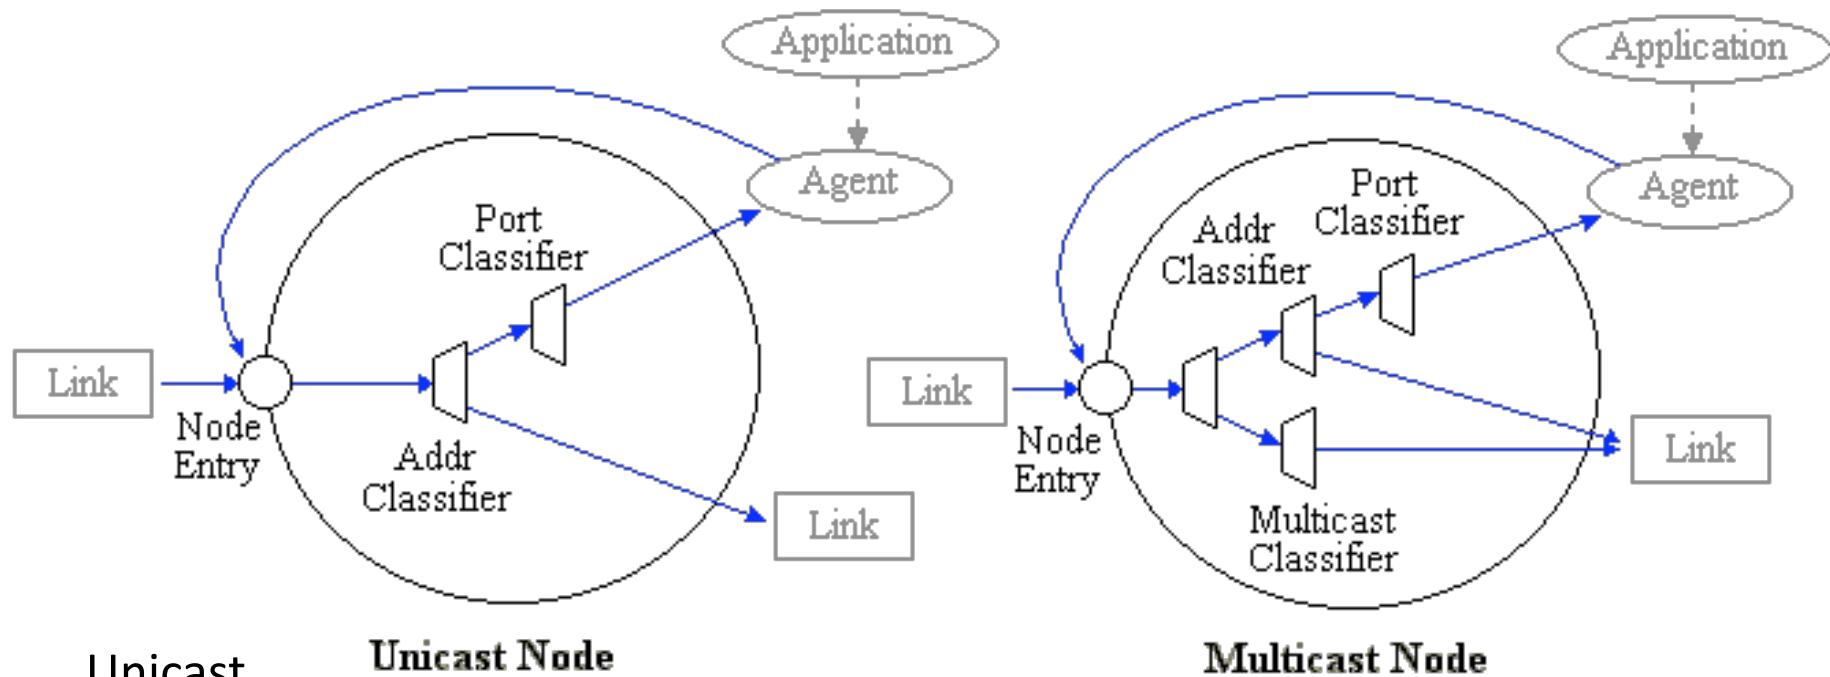 Application
Agent
Port
Classifier
Link
Node
Entry
Addr
Classifier
Link
Unicast Node
Application
Agent
Port
Classifier
Addr
Classifier
Link
Node
Entry
Link
Multicast
Classifier
Multicast Node
Unicast